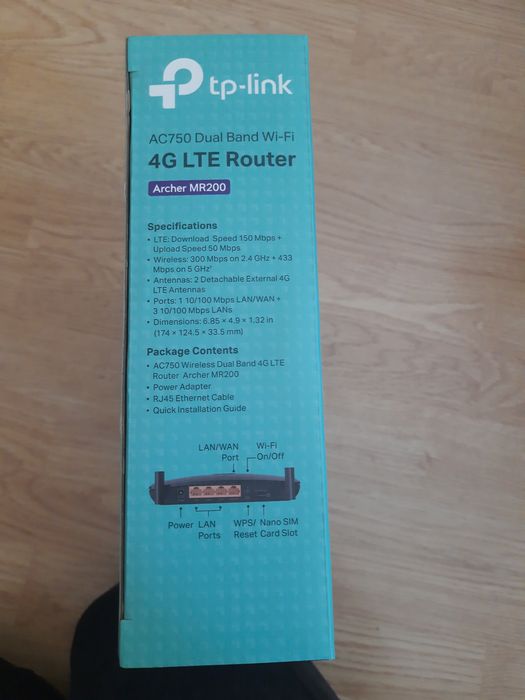 tp-link
AC750 Dual Band Wi-Fi
4G LTE Router
Archer MR200
Specifications
• LTE: Download Speed 150 Mbps +
Upload Speed 50 Mbps
• Wireless: 300 Mbps on 2.4 GHz + 433
Mbps on 5 GHz†
• Antennas: 2 Detachable External 4G
LTE Antennas
• Ports: 1 10/100 Mbps LAN/WAN +
3 10/100 Mbps LANs
• Dimensions: 6.85 × 4.9 × 1.32 in
(174 × 124.5 × 33.5 mm)
Package Contents
• AC750 Wireless Dual Band 4G LTE
Router Archer MR200
• Power Adapter
• RJ45 Ethernet Cable
• Quick Installation Guide
LAN/WAN Wi-Fi
Port On/Off
Power LAN WPS/ Nano SIM
Ports Reset Card Slot